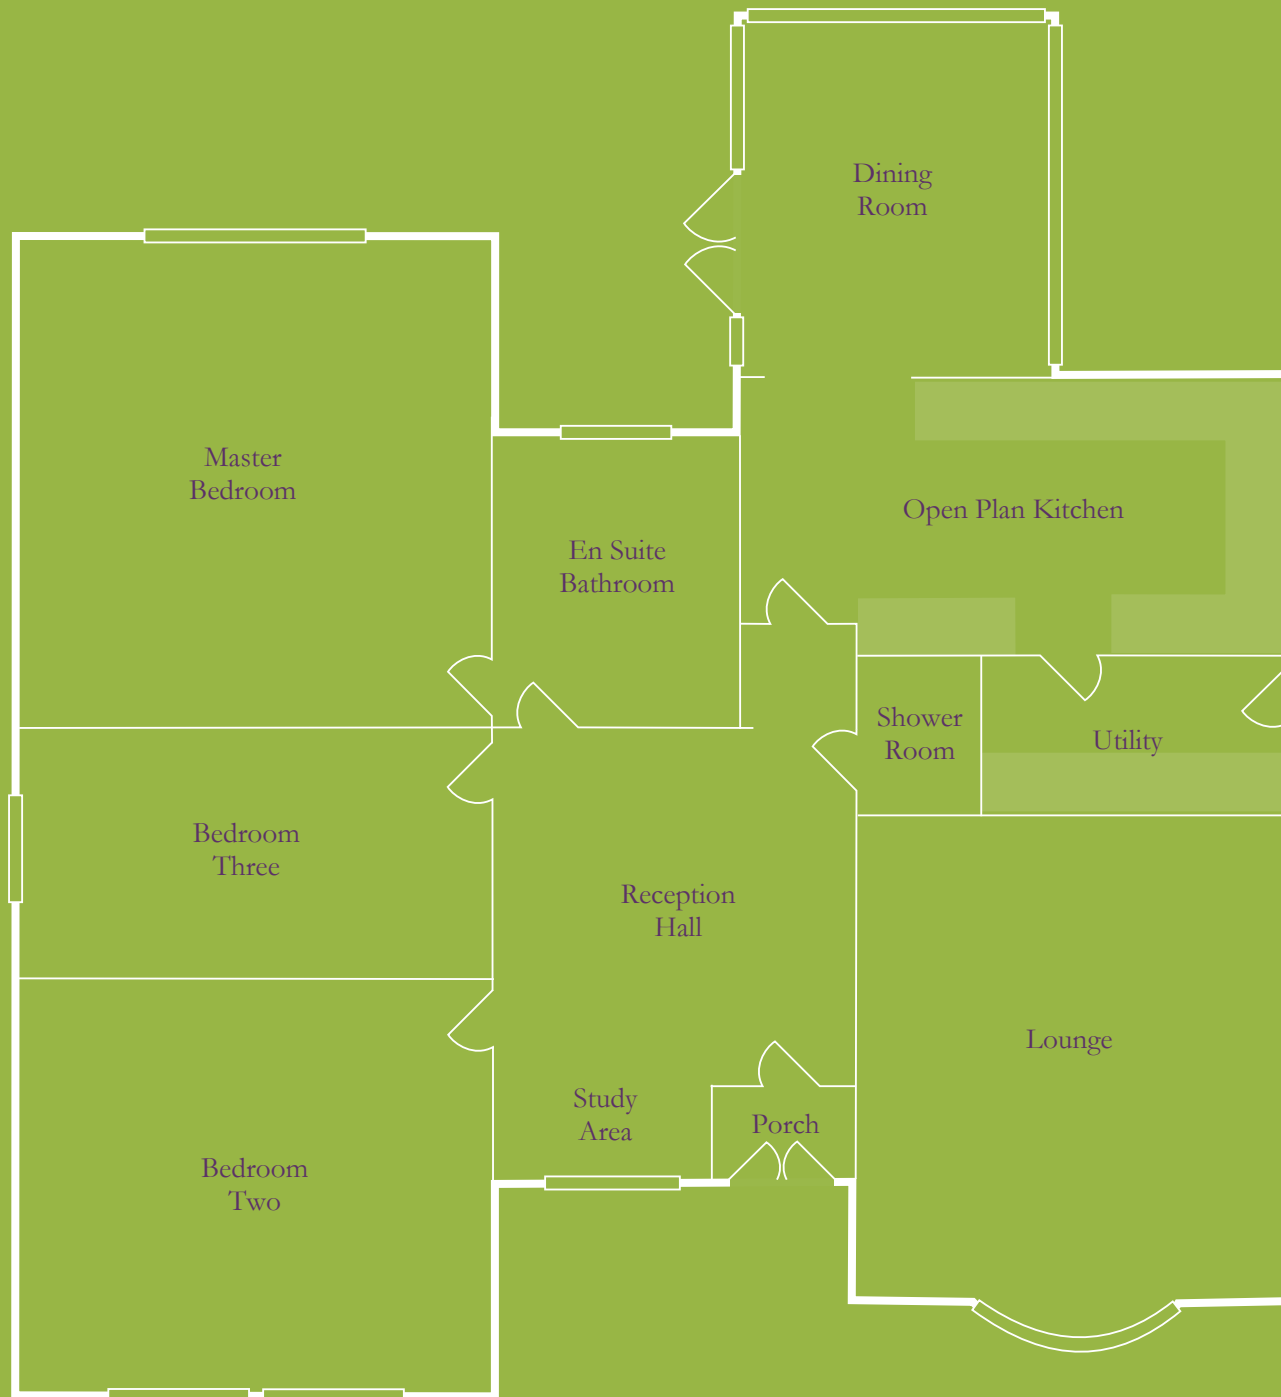 Dining
Room
Master
Bedroom
Open Plan Kitchen
En Suite
Bathroom
Shower
Room
Utility
Bedroom
Three
Reception
Hall
Lounge
Study
Area
Porch
Bedroom
Two